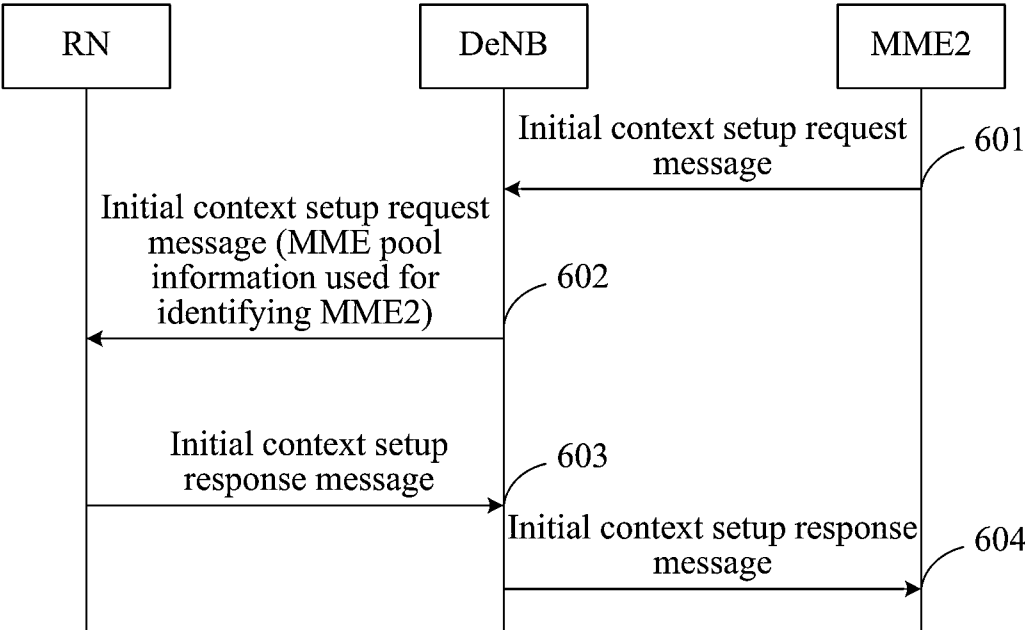 RN
DeNB
MME2
Initial context setup request
message
601
Initial context setup request
message (MME pool
information used for
identifying MME2)
602
Initial context setup
response message
603
Initial context setup response
message
604